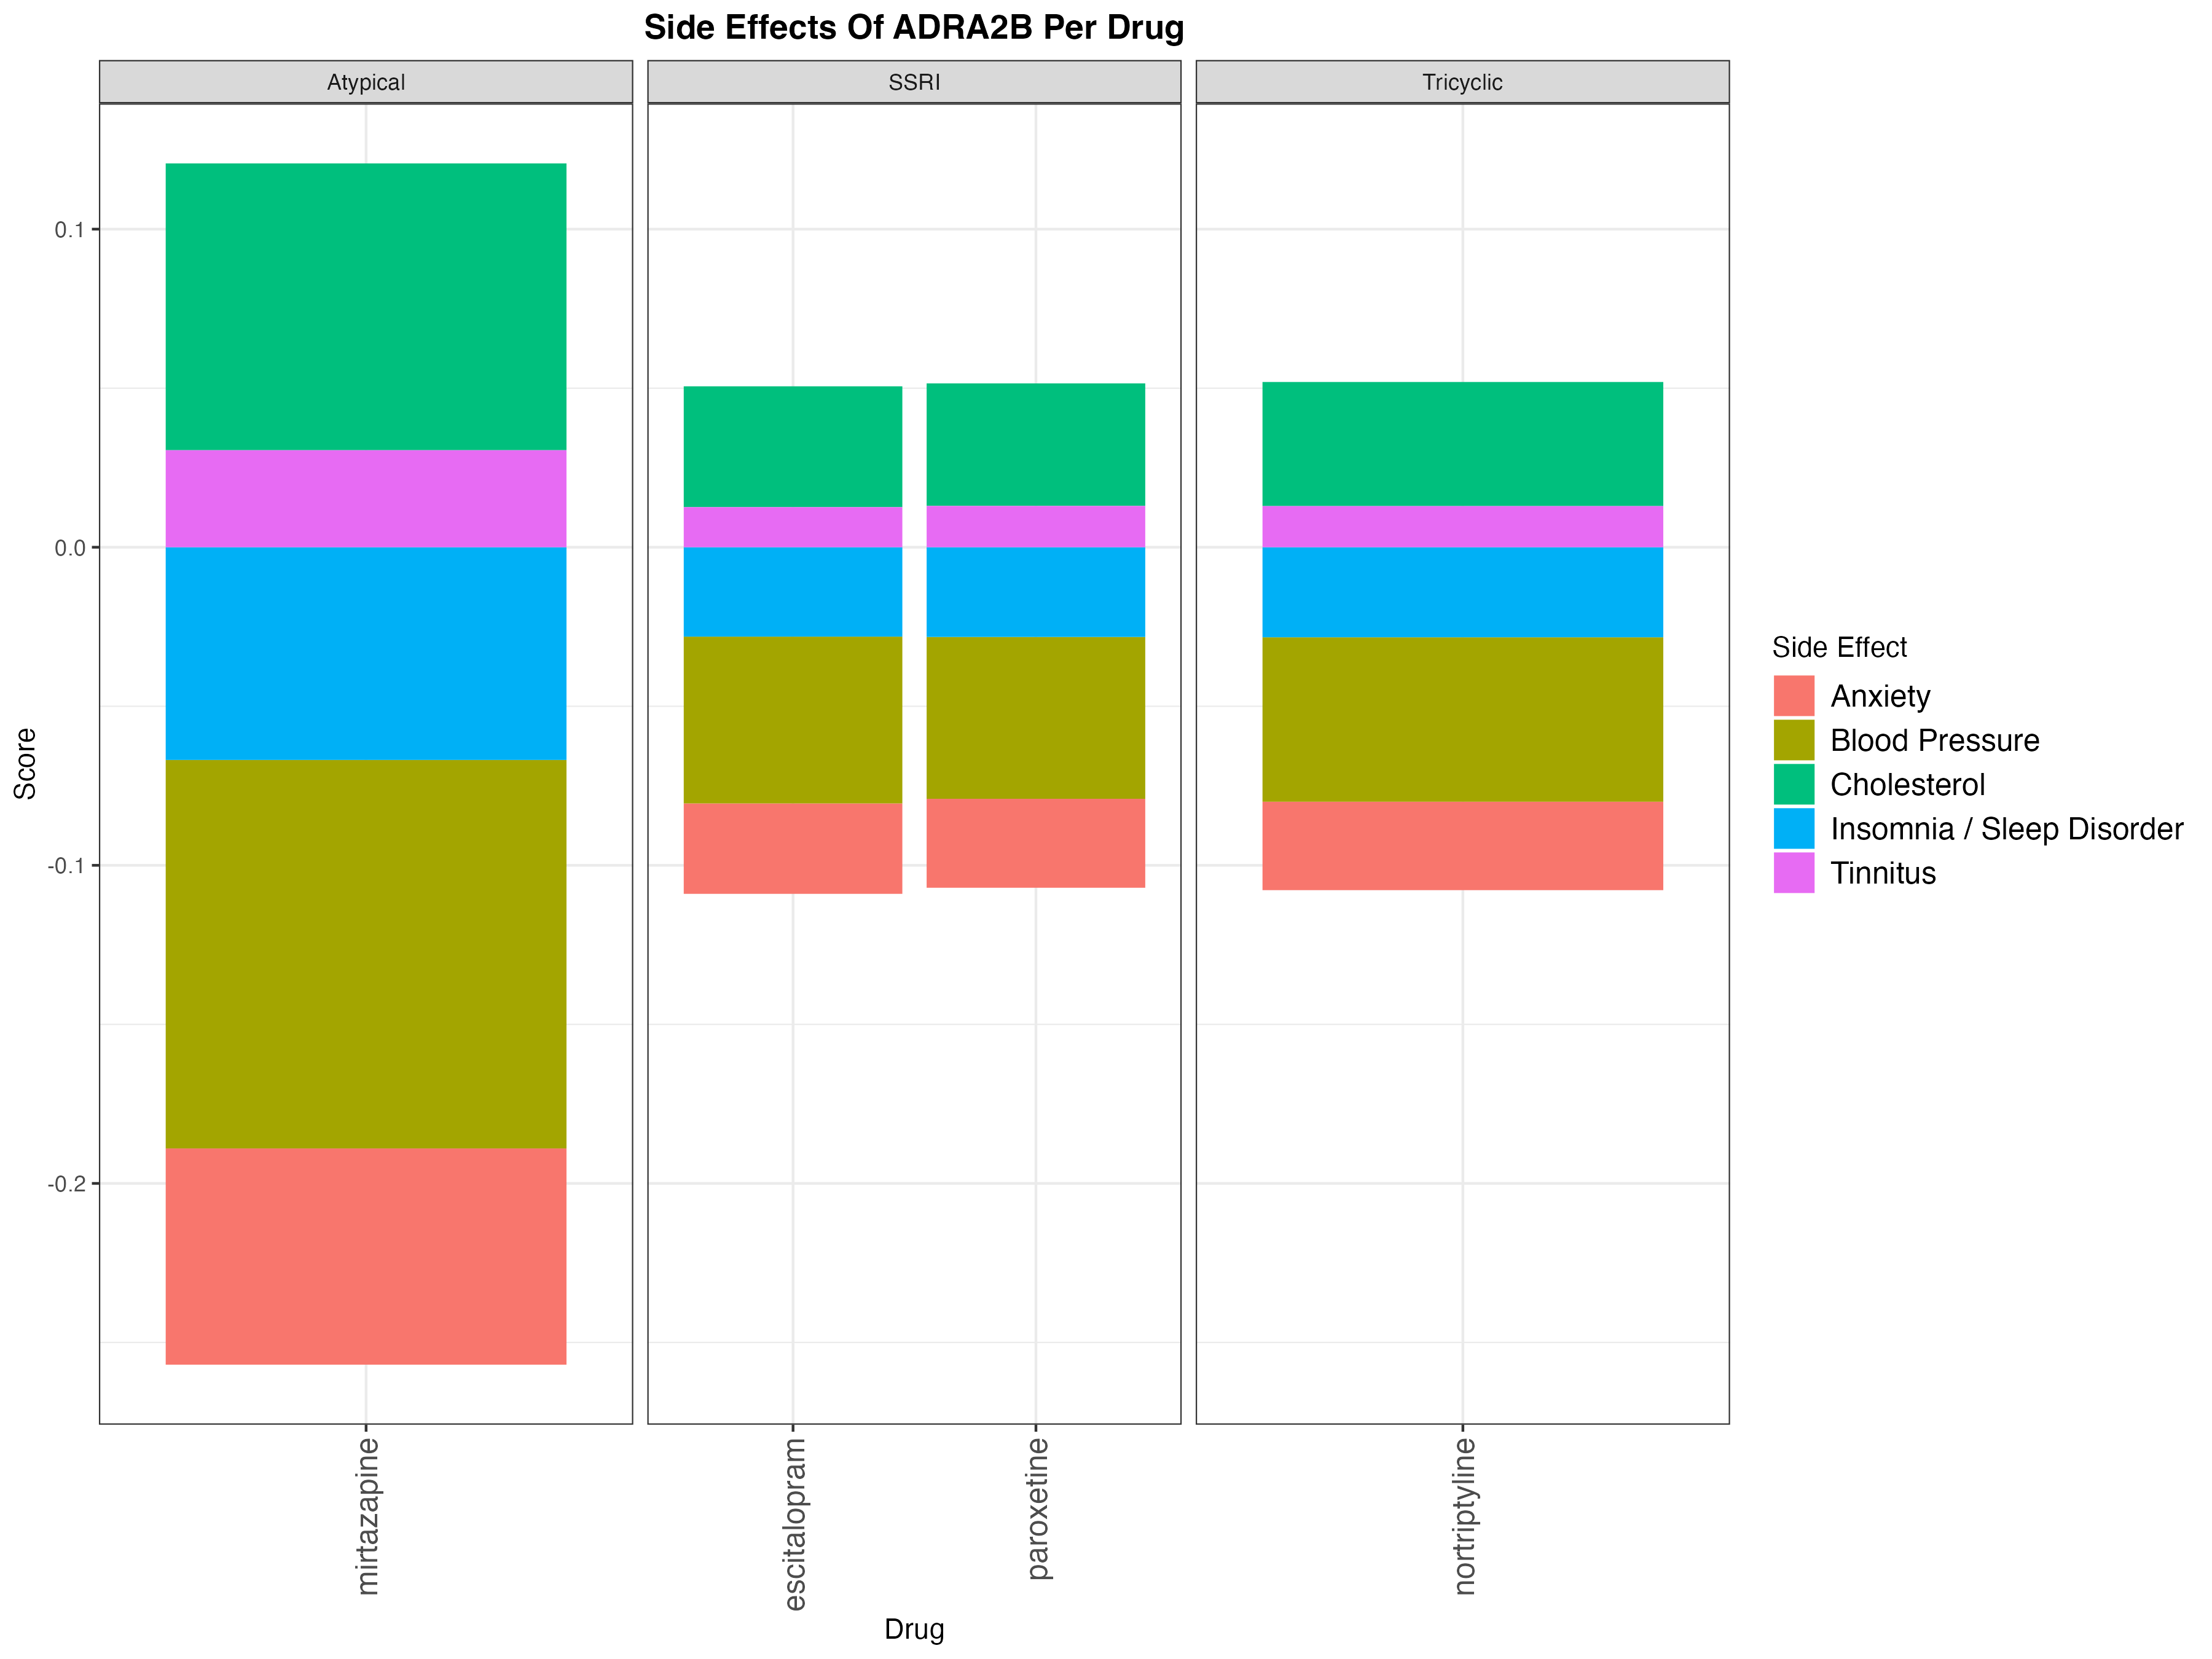 Side Effects Of ADRA2B Per Drug
Atypical
SSRI
Tricyclic
0.1
0.0
-0.1
-0.2
Score
mirtazapine
escitalopram
paroxetine
nortriptyline
Drug
Side Effect
Anxiety
Blood Pressure
Cholesterol
Insomnia / Sleep Disorder
Tinnitus